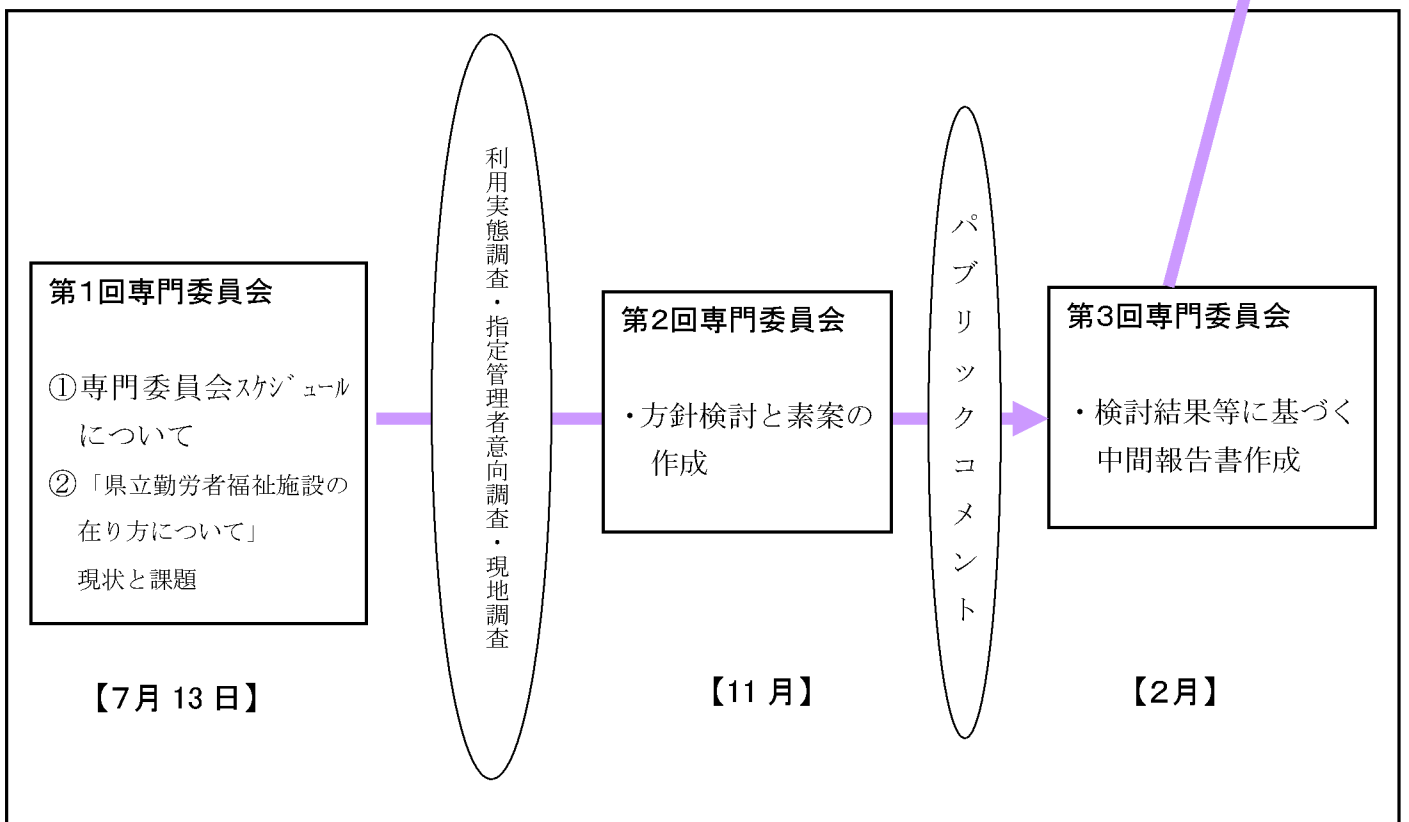 第1回専門委員会
①専門委員会ｽｹｼﾞｭｰﾙ
について
②「県立勤労者福祉施設の
在り方について」
現状と課題
【7月 13 日】
利用実態調査・指定管理者意向調査・現地調査
第2回専門委員会
・方針検討と素案の
作成
【11 月】
パブリックコメント
第3回専門委員会
・検討結果等に基づく
中間報告書作成
【2月】